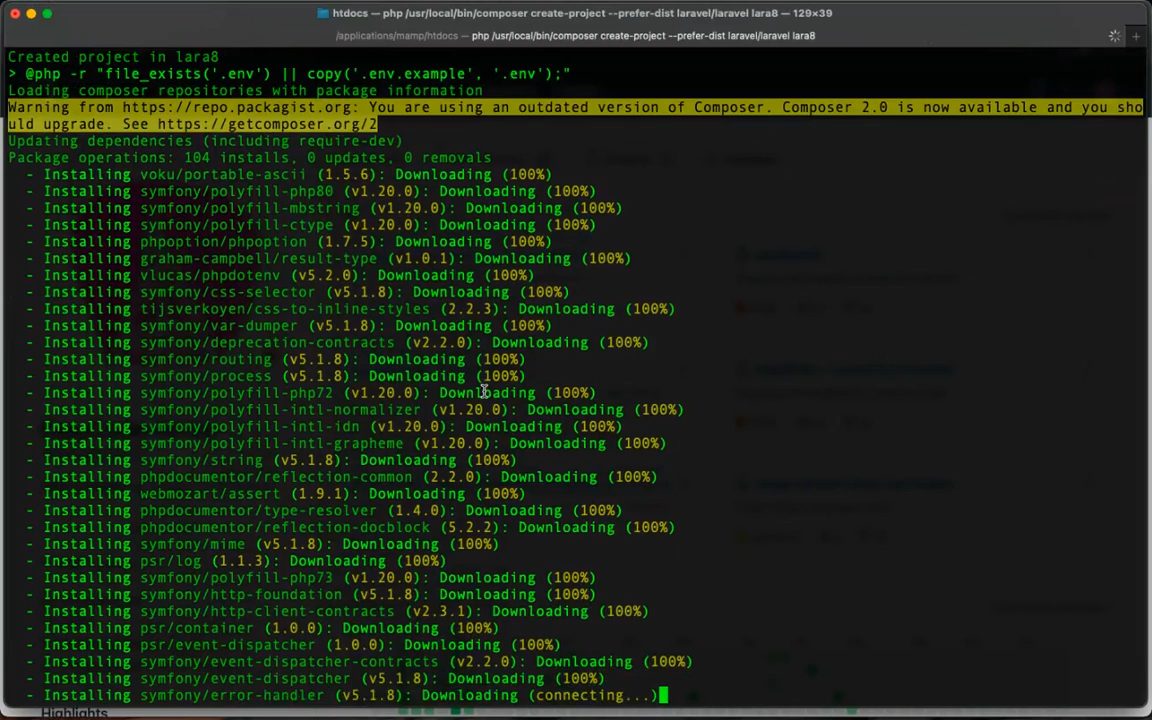 htdocs — php /usr/local/bin/composer create-project --prefer-dist laravel/laravel lara8 — 129×39
/applications/mamp/htdocs — php /usr/local/bin/composer create-project --prefer-dist laravel/laravel lara8
Created project in lara8
> @php -r "file_exists('.env') || copy('.env.example', '.env');"
Loading composer repositories with package information
Warning from https://repo.packagist.org: You are using an outdated version of Composer. Composer 2.0 is now available and you sho
uld upgrade. See https://getcomposer.org/2
Updating dependencies (including require-dev)
Package operations: 104 installs, 0 updates, 0 removals
- Installing voku/portable-ascii (1.5.6): Downloading (100%)
- Installing symfony/polyfill-php80 (v1.20.0): Downloading (100%)
- Installing symfony/polyfill-mbstring (v1.20.0): Downloading (100%)
- Installing symfony/polyfill-ctype (v1.20.0): Downloading (100%)
- Installing phpoption/phpoption (1.7.5): Downloading (100%)
- Installing graham-campbell/result-type (v1.0.1): Downloading (100%)
- Installing vlucas/phpdotenv (v5.2.0): Downloading (100%)
- Installing symfony/css-selector (v5.1.8): Downloading (100%)
- Installing tijsverkoyen/css-to-inline-styles (2.2.3): Downloading (100%)
- Installing symfony/var-dumper (v5.1.8): Downloading (100%)
- Installing symfony/deprecation-contracts (v2.2.0): Downloading (100%)
- Installing symfony/routing (v5.1.8): Downloading (100%)
- Installing symfony/process (v5.1.8): Downloading (100%)
- Installing symfony/polyfill-php72 (v1.20.0): Downloading (100%)
- Installing symfony/polyfill-intl-normalizer (v1.20.0): Downloading (100%)
- Installing symfony/polyfill-intl-idn (v1.20.0): Downloading (100%)
- Installing symfony/polyfill-intl-grapheme (v1.20.0): Downloading (100%)
- Installing symfony/string (v5.1.8): Downloading (100%)
- Installing phpdocumentor/reflection-common (2.2.0): Downloading (100%)
- Installing webmozart/assert (1.9.1): Downloading (100%)
- Installing phpdocumentor/type-resolver (1.4.0): Downloading (100%)
- Installing phpdocumentor/reflection-docblock (5.2.2): Downloading (100%)
- Installing symfony/mime (v5.1.8): Downloading (100%)
- Installing psr/log (1.1.3): Downloading (100%)
- Installing symfony/polyfill-php73 (v1.20.0): Downloading (100%)
- Installing symfony/http-foundation (v5.1.8): Downloading (100%)
- Installing symfony/http-client-contracts (v2.3.1): Downloading (100%)
- Installing psr/container (1.0.0): Downloading (100%)
- Installing psr/event-dispatcher (1.0.0): Downloading (100%)
- Installing symfony/event-dispatcher-contracts (v2.2.0): Downloading (100%)
- Installing symfony/event-dispatcher (v5.1.8): Downloading (100%)
- Installing symfony/error-handler (v5.1.8): Downloading (connecting...)
Highlights